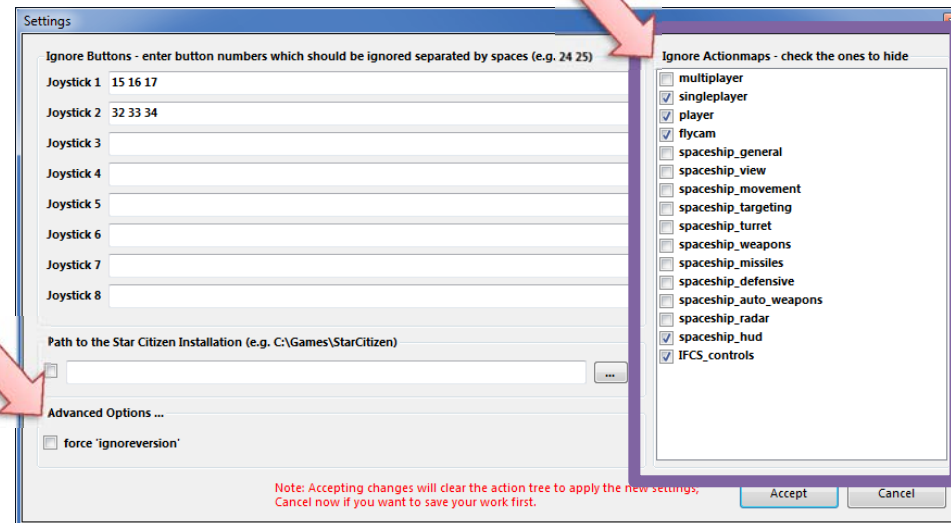 Settings
Ignore Buttons - enter button numbers which should be ignored separated by spaces (e.g. 24 25)
Joystick 1 15 16 17
Joystick 2 32 33 34
Joystick 3
Joystick 4
Joystick 5
Joystick 6
Joystick 7
Joystick 8
Path to the Star Citizen Installation (e.g. C:\Games\StarCitizen)
...
Advanced Options ...
force 'ignoreversion'
Ignore Actionmaps - check the ones to hide
multiplayer
singleplayer
player
flycam
spaceship_general
spaceship_view
spaceship_movement
spaceship_targeting
spaceship_turret
spaceship_weapons
spaceship_missiles
spaceship_defensive
spaceship_auto_weapons
spaceship_radar
spaceship_hud
IFCS_controls
Note: Accepting changes will clear the action tree to apply the new settings,
Cancel now if you want to save your work first.
Accept
Cancel